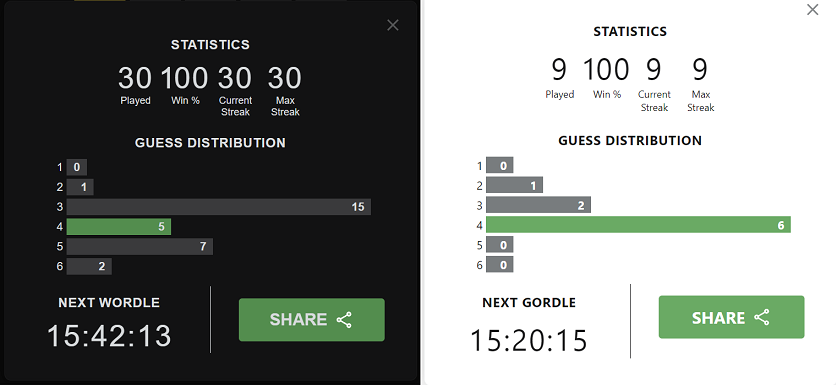 STATISTICS
30 100 30 30
Played Win % Current Streak Max Streak
GUESS DISTRIBUTION
1 0
2 1
3 15
4 5
5 7
6 2
NEXT WORDLE
15:42:13
SHARE
STATISTICS
9 100 9 9
Played Win % Current Streak Max Streak
GUESS DISTRIBUTION
1 0
2 1
3 2
4 6
5 0
6 0
NEXT GORDLE
15:20:15
SHARE